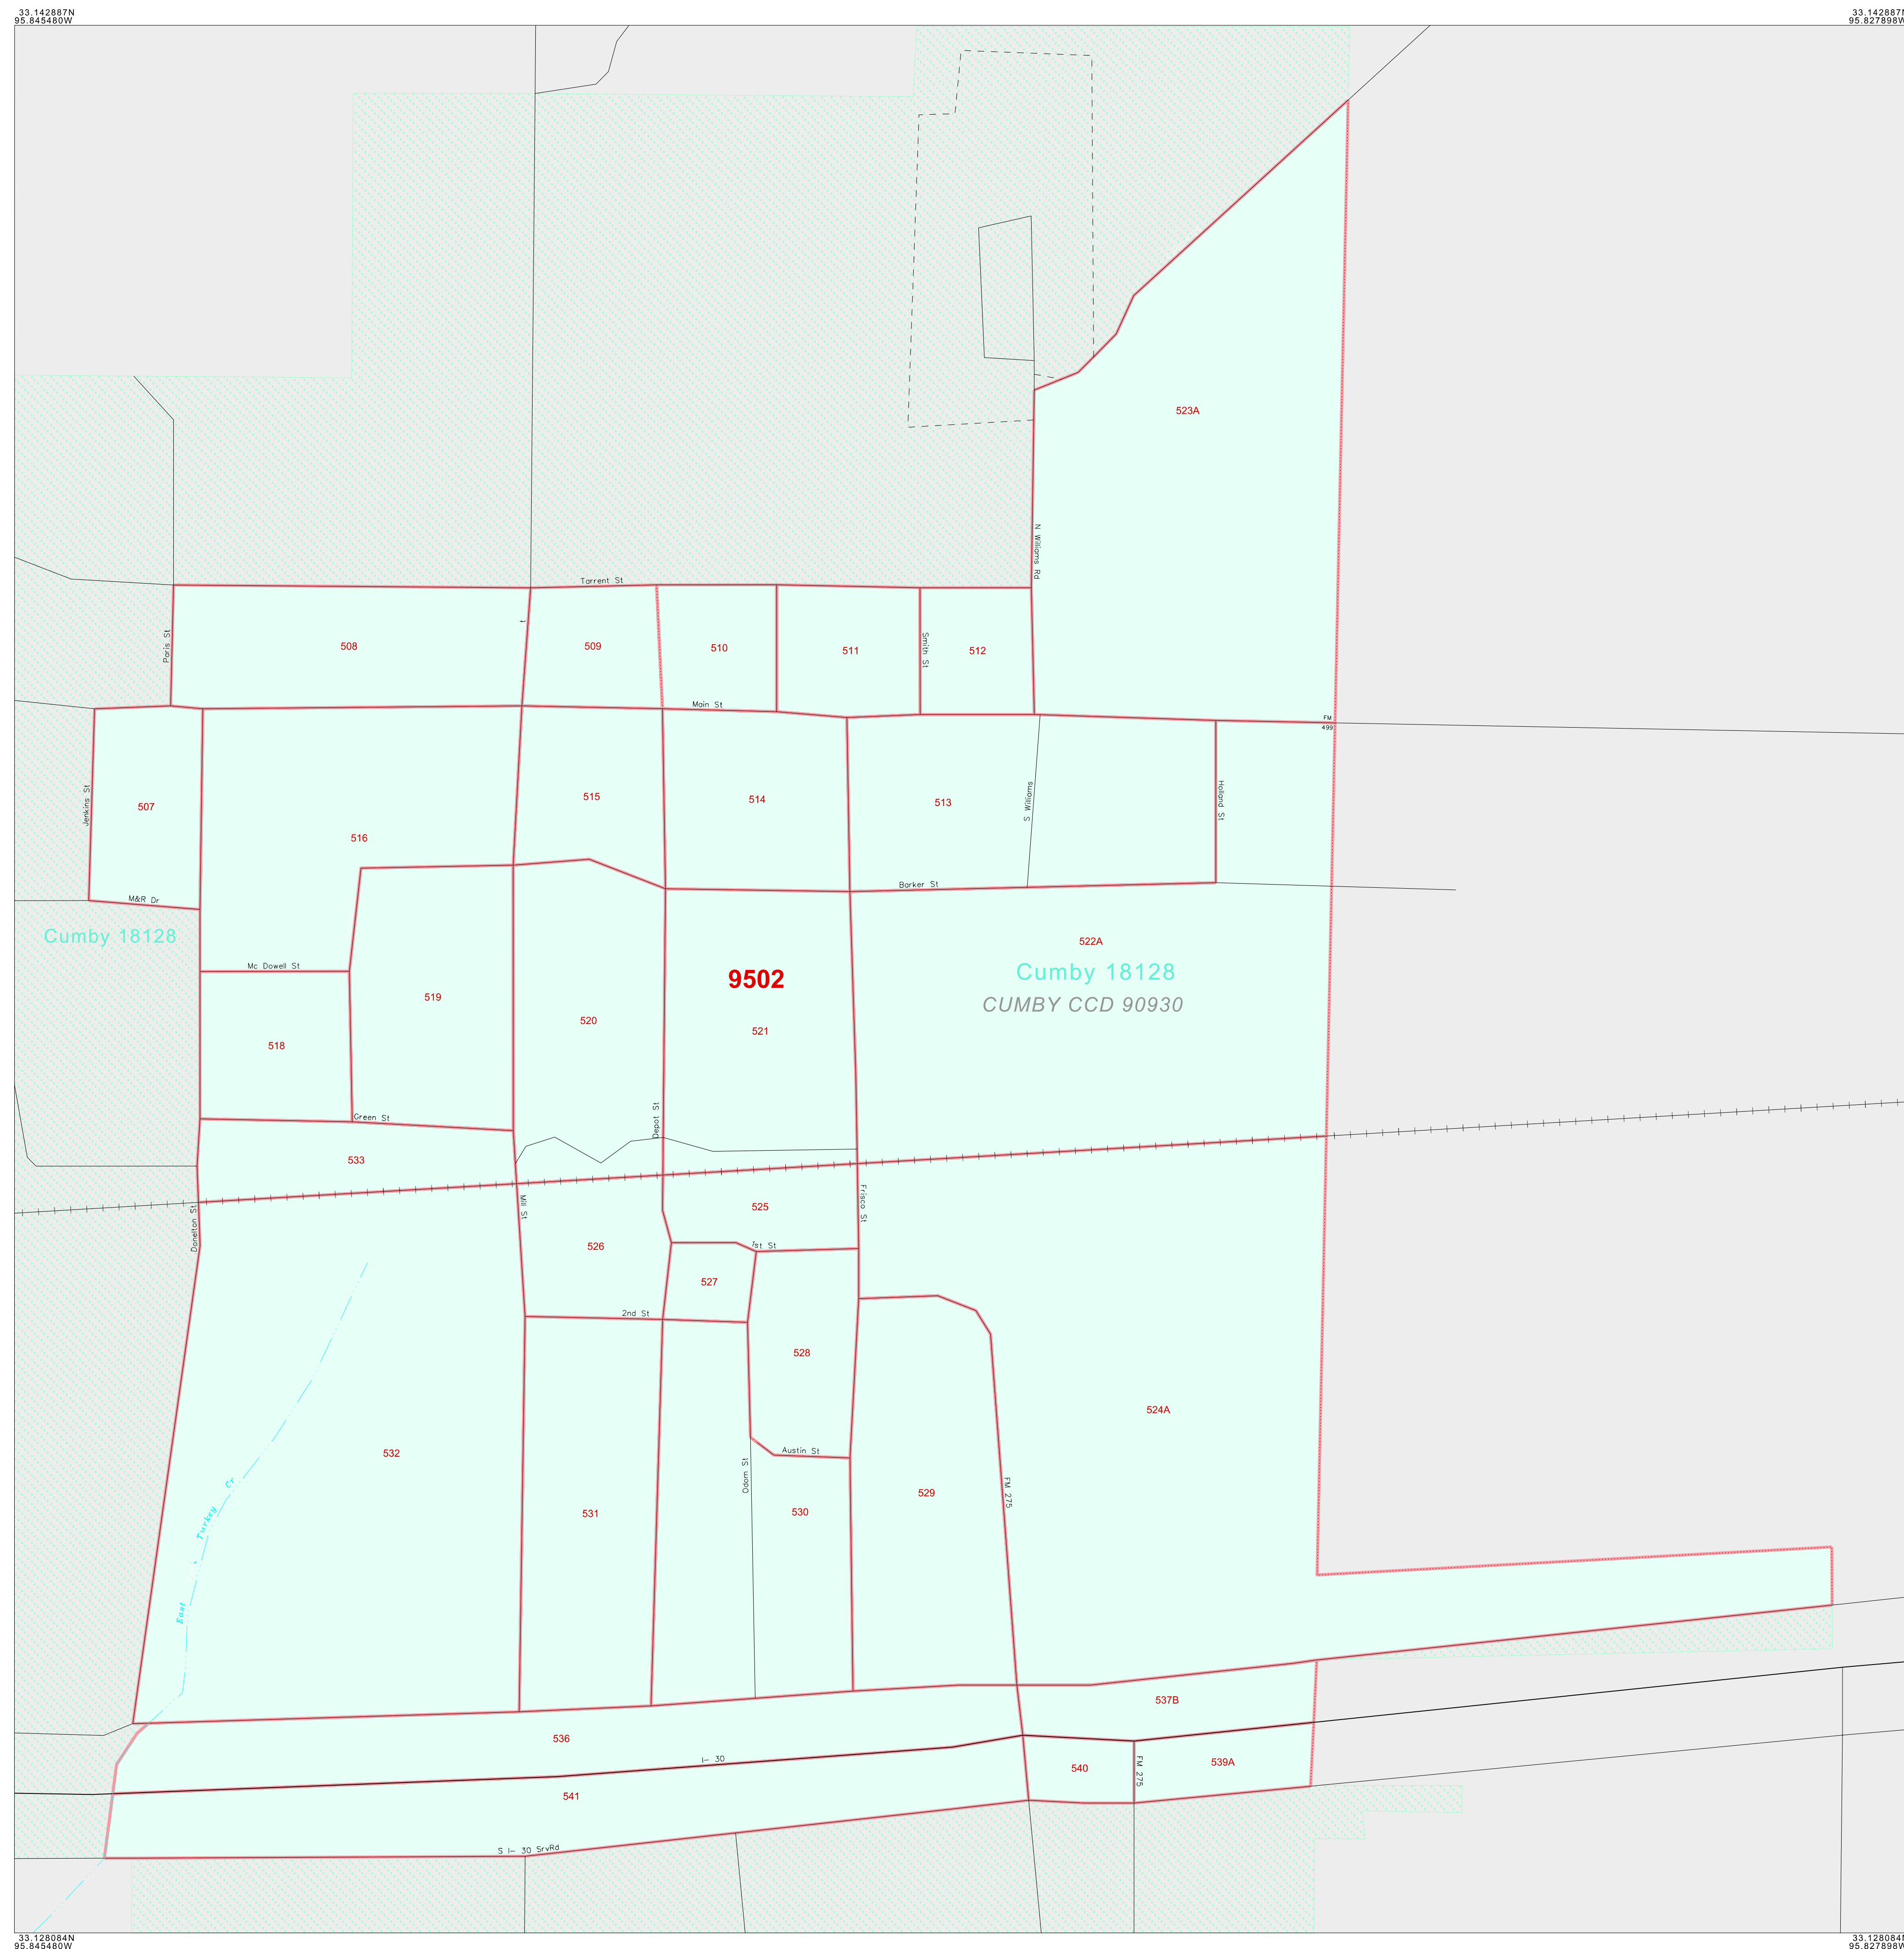 33.142887N
95.845480W
33.142887N
95.827898W
523A
N Williams Rd
Tarrent St
Paris St
508
t
509
510
511
Smith St
512
Main St
FM
499
Jenkins St
507
516
515
514
513
S Williams
Holland St
M&R Dr
Barker St
Cumby 18128
522A
Mc Dowell St
9502
Cumby 18128
CUMBY CCD 90930
519
520
521
518
Green St
Depot St
533
Donelton St
Mill St
525
Frisco St
526
1st St
527
2nd St
528
524A
532
Austin St
Odom St
FM 275
East Turkey Cr
531
530
529
537B
536
I- 30
540
FM 275
539A
541
S I- 30 SrvRd
33.128084N
95.845480W
33.128084N
95.827898W